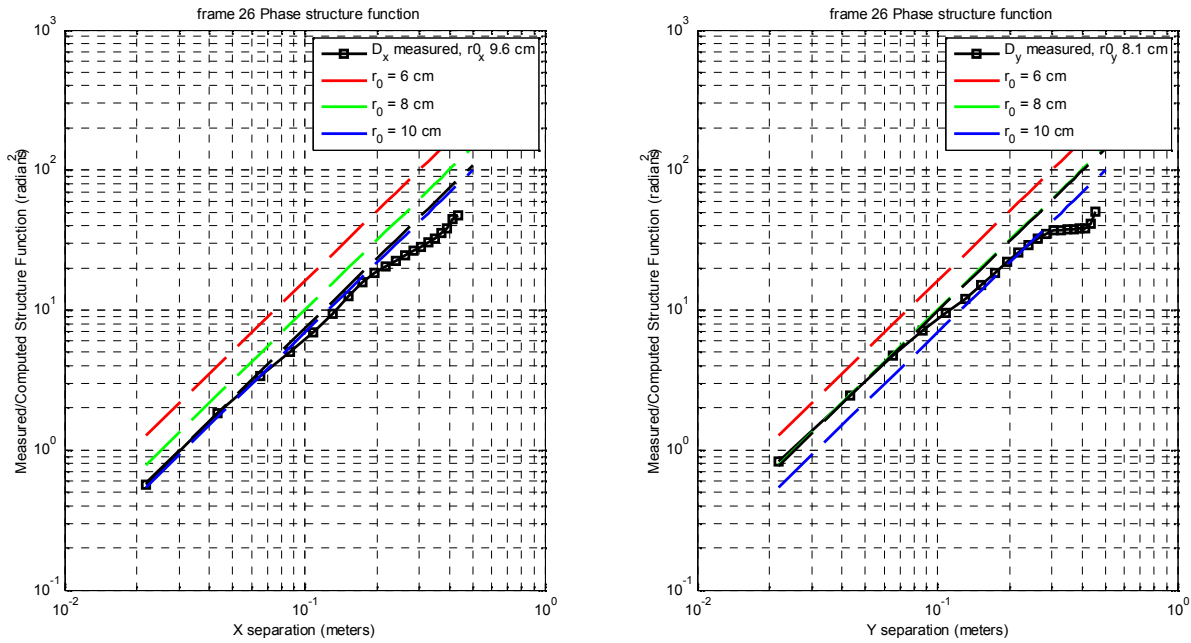 frame 26 Phase structure function
10^3
10^2
10^1
10^0
10^-1
Measured/Computed Structure Function (radians^2)
D_x measured, r0_x 9.6 cm
r_0 = 6 cm
r_0 = 8 cm
r_0 = 10 cm
10^-2
10^-1
10^0
X separation (meters)
frame 26 Phase structure function
10^3
10^2
10^1
10^0
10^-1
Measured/Computed Structure Function (radians^2)
D_y measured, r0_y 8.1 cm
r_0 = 6 cm
r_0 = 8 cm
r_0 = 10 cm
10^-2
10^-1
10^0
Y separation (meters)